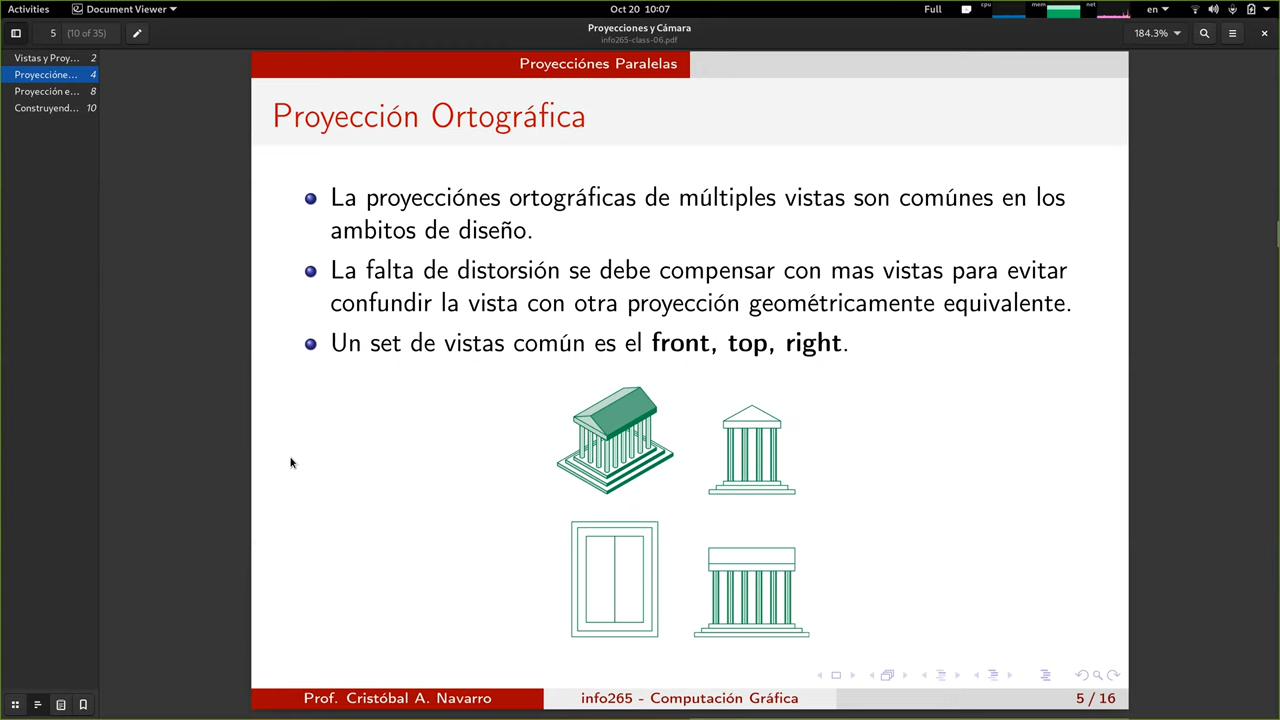 Activities
Document Viewer
Oct 20 10:07
Full
cpu
mem
net
en
5
(10 of 35)
Proyecciones y Cámara
info265-class-06.pdf
184.3%
Vistas y Proy... 2
Proyeccióne... 4
Proyección e... 8
Construyend... 10
Proyecciónes Paralelas
Proyección Ortográfica
La proyecciónes ortográficas de múltiples vistas son comúnes en los
ambitos de diseño.
La falta de distorsión se debe compensar con mas vistas para evitar
confundir la vista con otra proyección geométricamente equivalente.
Un set de vistas común es el front, top, right.
Prof. Cristóbal A. Navarro
info265 - Computación Gráfica
5 / 16